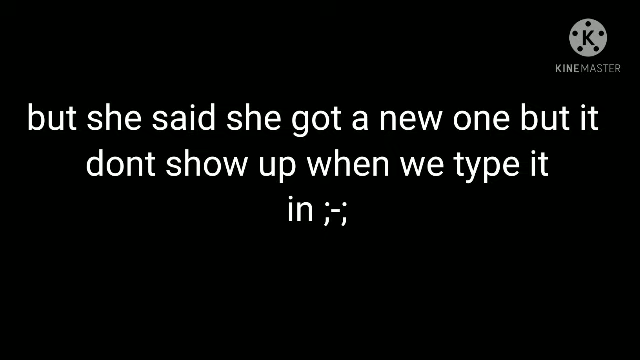 KINEMASTER
but she said she got a new one but it
dont show up when we type it
in ;-;